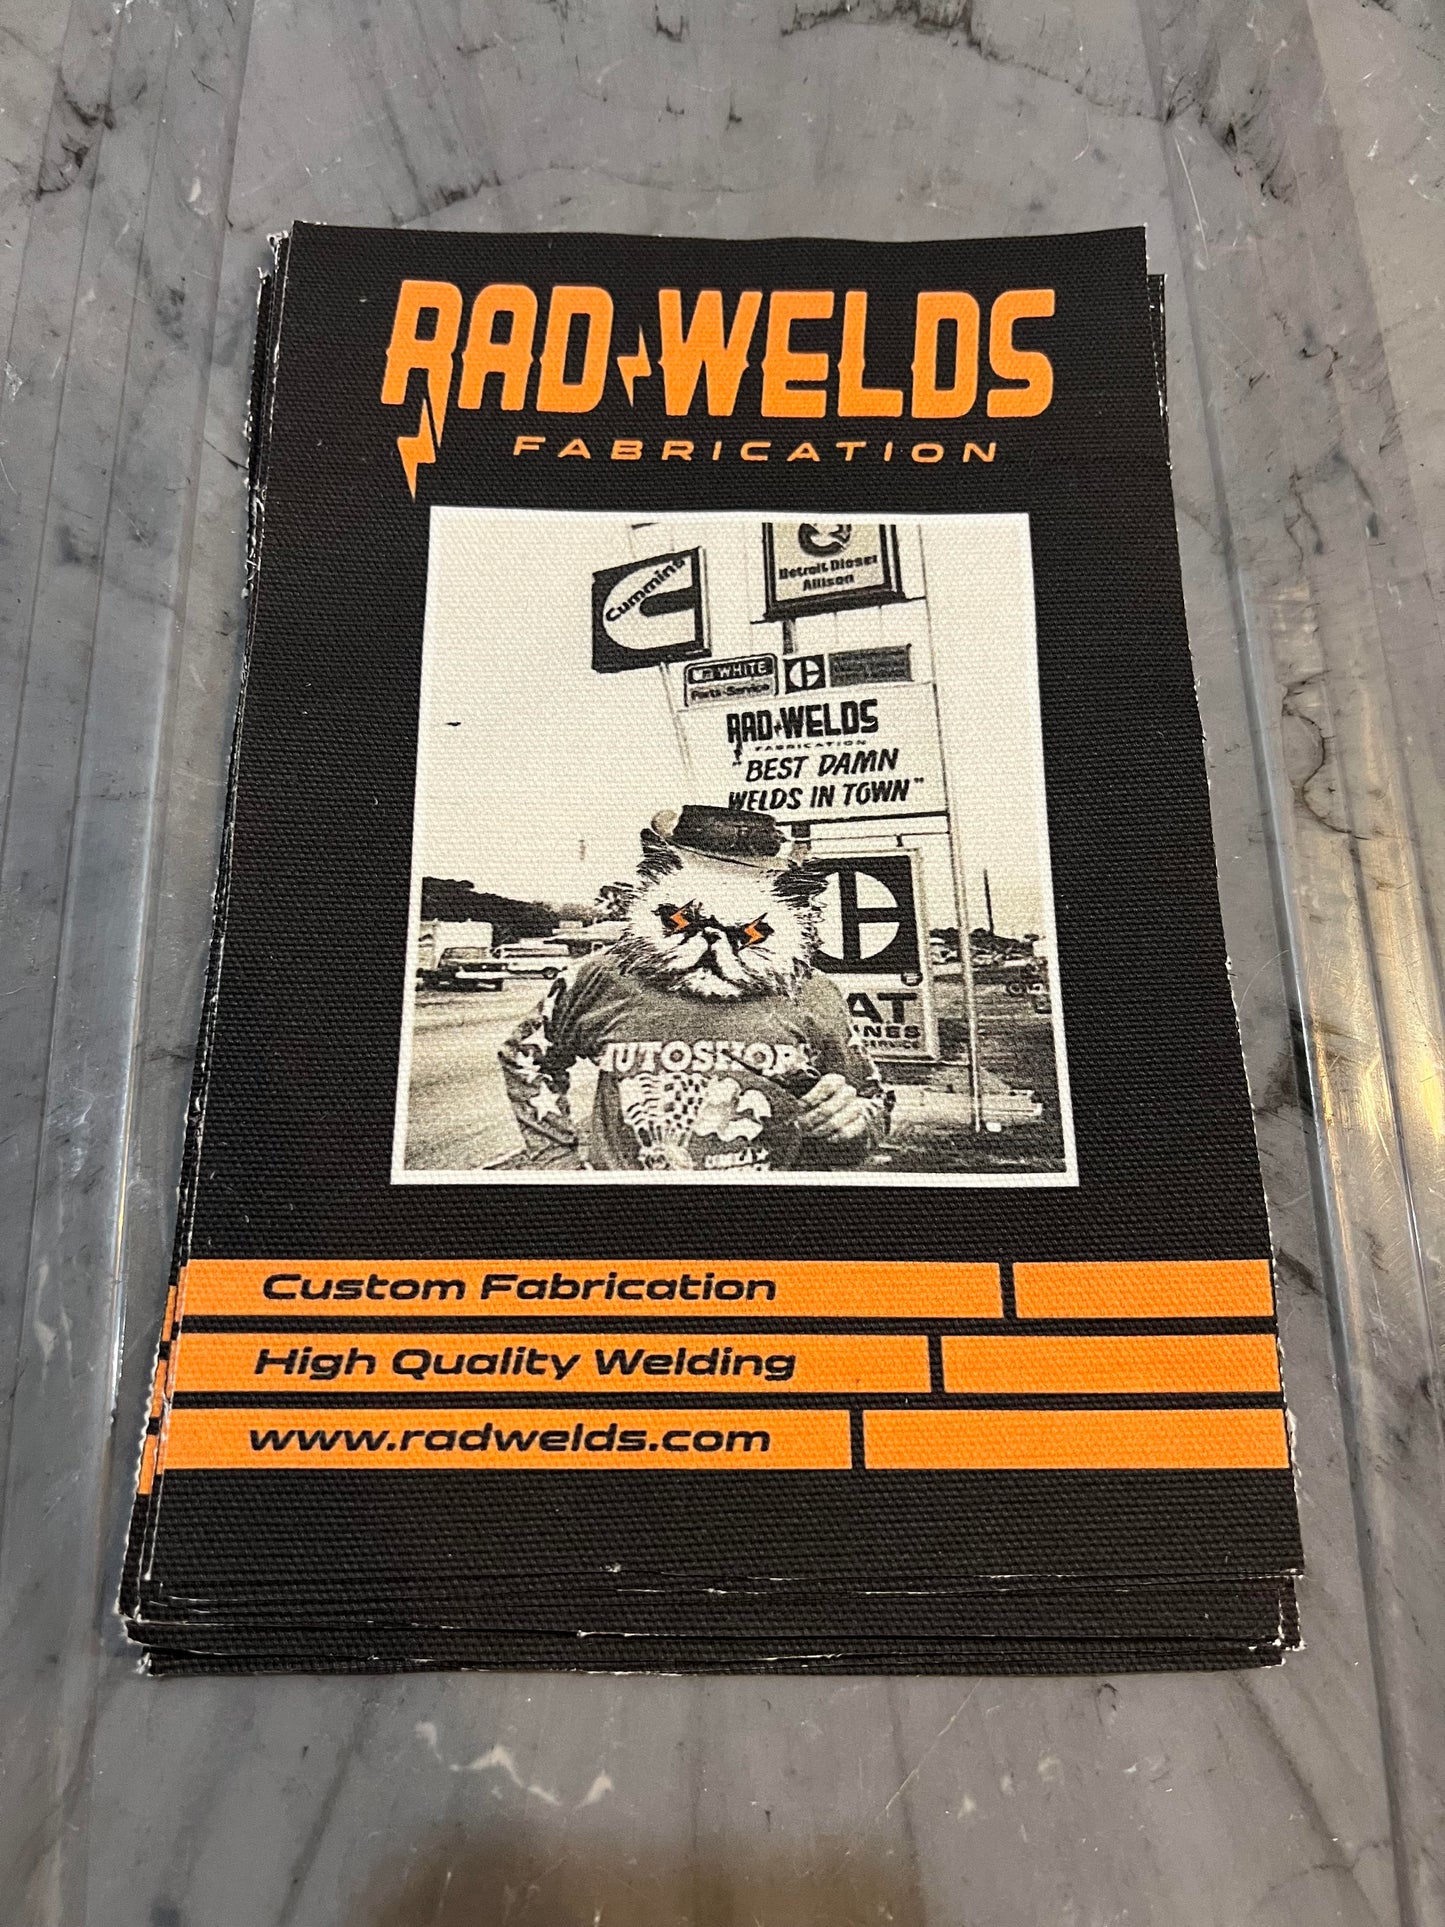 RAD WELDS
FABRICATION
Cummins
Detroit Diesel
Allison
WHITE
Parts-Service
RAD WELDS
FABRICATION
"BEST DAMN
WELDS IN TOWN"
AUTOSHOP
Custom Fabrication
High Quality Welding
www.radwelds.com